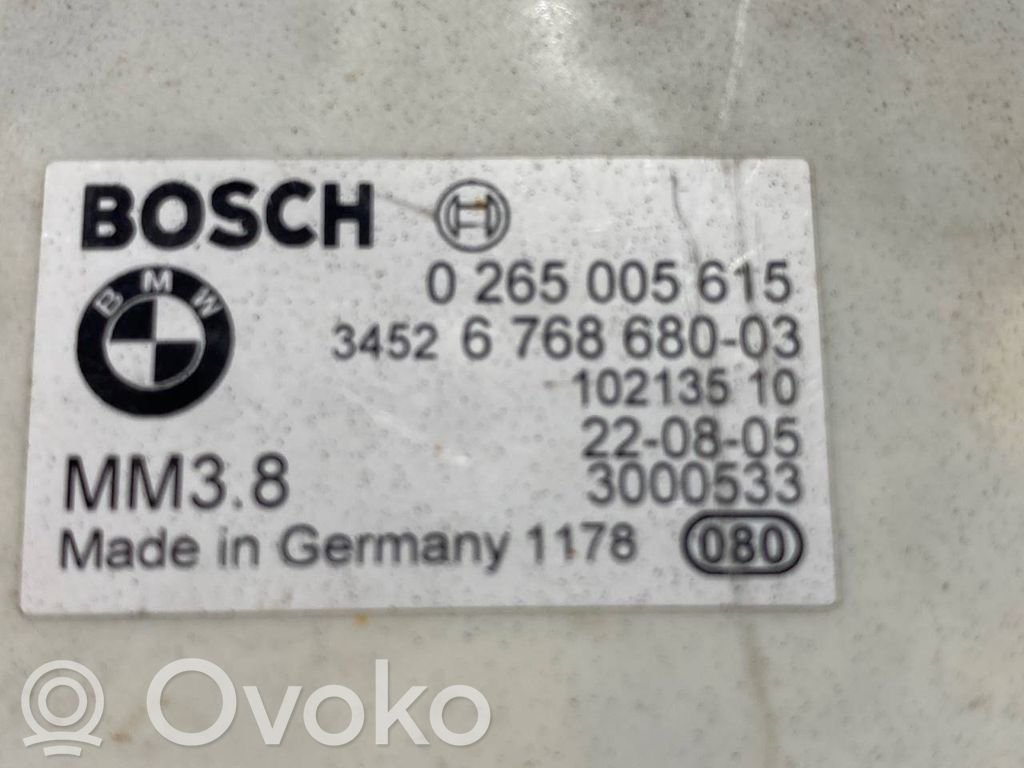 BOSCH
0 265 005 615
BMW
3452 6 768 680-03
102135 10
22-08-05
MM3.8
3000533
Made in Germany 1178 080
Ovoko